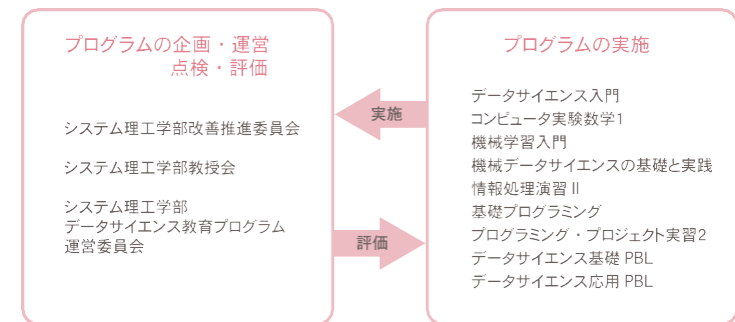 プログラムの企画・運営
点検・評価
システム理工学部改善推進委員会
システム理工学部教授会
システム理工学部
データサイエンス教育プログラム
運営委員会
実施
評価
プログラムの実施
データサイエンス入門
コンピュータ実験数学1
機械学習入門
機械データサイエンスの基礎と実践
情報処理演習Ⅱ
基礎プログラミング
プログラミング・プロジェクト実習2
データサイエンス基礎 PBL
データサイエンス応用 PBL